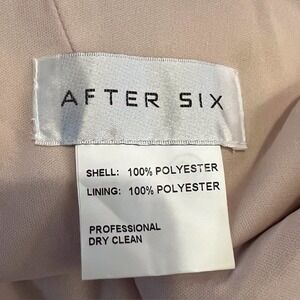 AFTER SIX
SHELL: 100% POLYESTER
LINING: 100% POLYESTER
PROFESSIONAL
DRY CLEAN